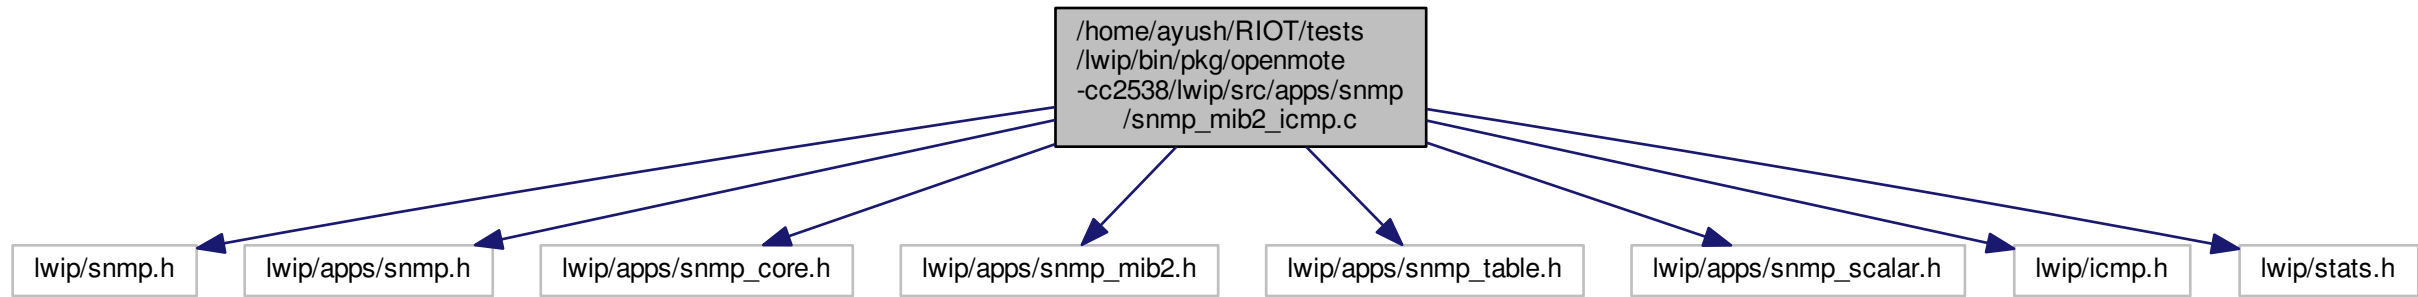 /home/ayush/RIOT/tests
/lwip/bin/pkg/openmote
-cc2538/lwip/src/apps/snmp
/snmp_mib2_icmp.c
lwip/snmp.h
lwip/apps/snmp.h
lwip/apps/snmp_core.h
lwip/apps/snmp_mib2.h
lwip/apps/snmp_table.h
lwip/apps/snmp_scalar.h
lwip/icmp.h
lwip/stats.h